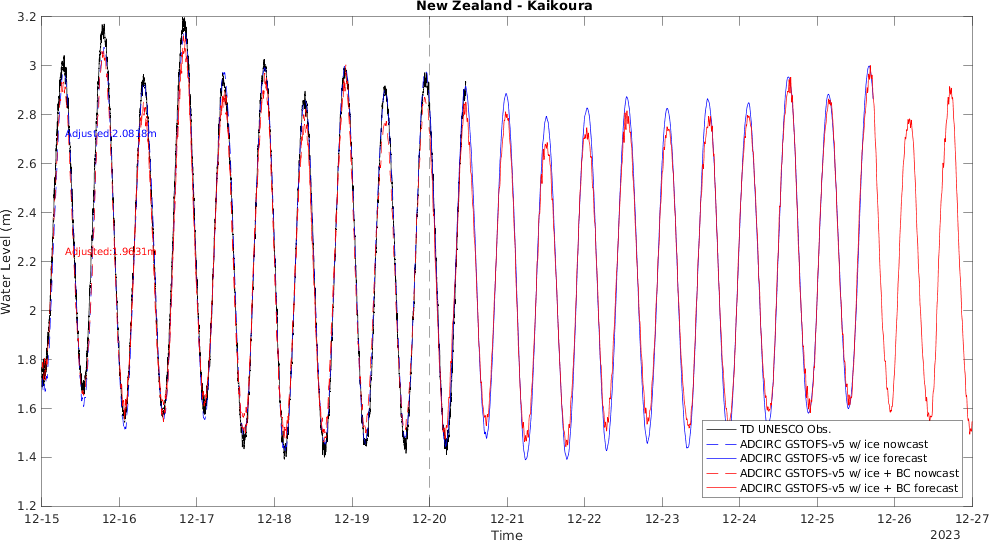 New Zealand - Kaikoura
3.2
3
2.8
2.6
2.4
2.2
2
1.8
1.6
1.4
1.2
Water Level (m)
Adjusted:2.0818m
Adjusted:1.9631m
TD UNESCO Obs.
ADCIRC GSTOFS-v5 w/ ice nowcast
ADCIRC GSTOFS-v5 w/ ice forecast
ADCIRC GSTOFS-v5 w/ ice + BC nowcast
ADCIRC GSTOFS-v5 w/ ice + BC forecast
12-15 12-16 12-17 12-18 12-19 12-20 12-21 12-22 12-23 12-24 12-25 12-26 12-27
Time
2023